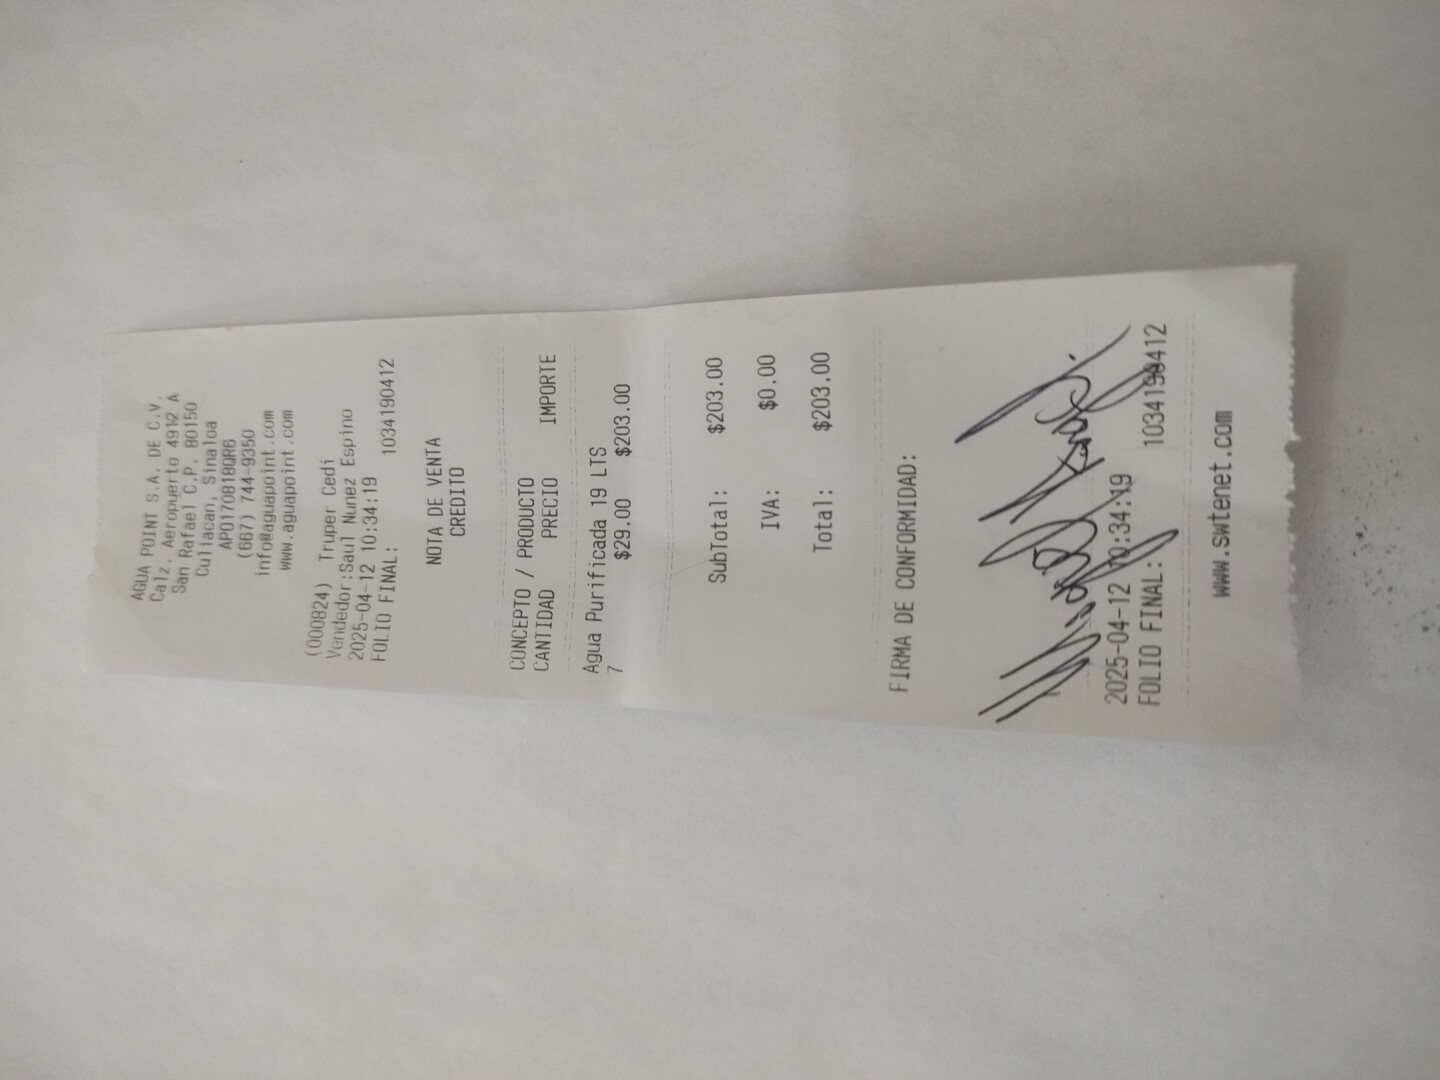 AGUA POINT S.A. DE C.V.
Calz. Aeropuerto 4912 A
San Rafael C.P. 80150
Culiacan, Sinaloa
APO170818QR6
(667) 744-9350
info@aguapoint.com
www.aguapoint.com
(000824) Truper Cedi
Vendedor:Saul Nunez Espino
2025-04-12 10:34:19
FOLIO FINAL: 1034190412
NOTA DE VENTA
CREDITO
CONCEPTO / PRODUCTO
CANTIDAD PRECIO IMPORTE
Agua Purificada 19 LTS
7 $29.00 $203.00
SubTotal: $203.00
IVA: $0.00
Total: $203.00
FIRMA DE CONFORMIDAD:
2025-04-12 10:34:19
FOLIO FINAL: 1034190412
www.swtenet.com